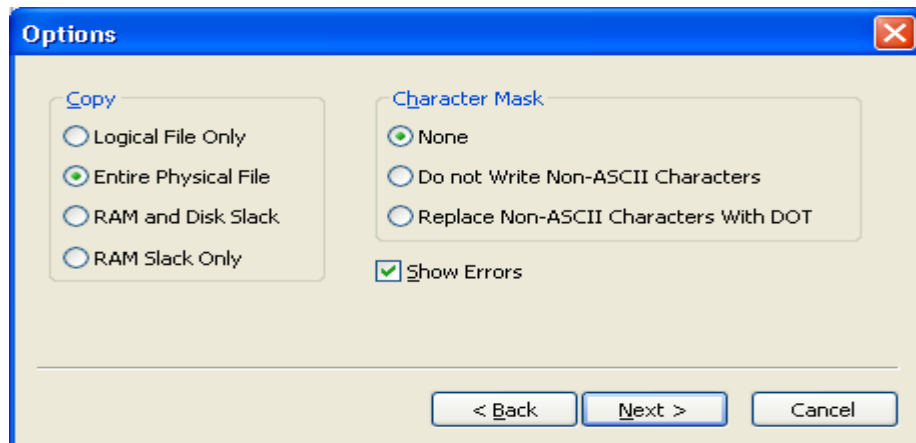 Options
Copy
Logical File Only
Entire Physical File
RAM and Disk Slack
RAM Slack Only
Character Mask
None
Do not Write Non-ASCII Characters
Replace Non-ASCII Characters With DOT
Show Errors
< Back
Next >
Cancel